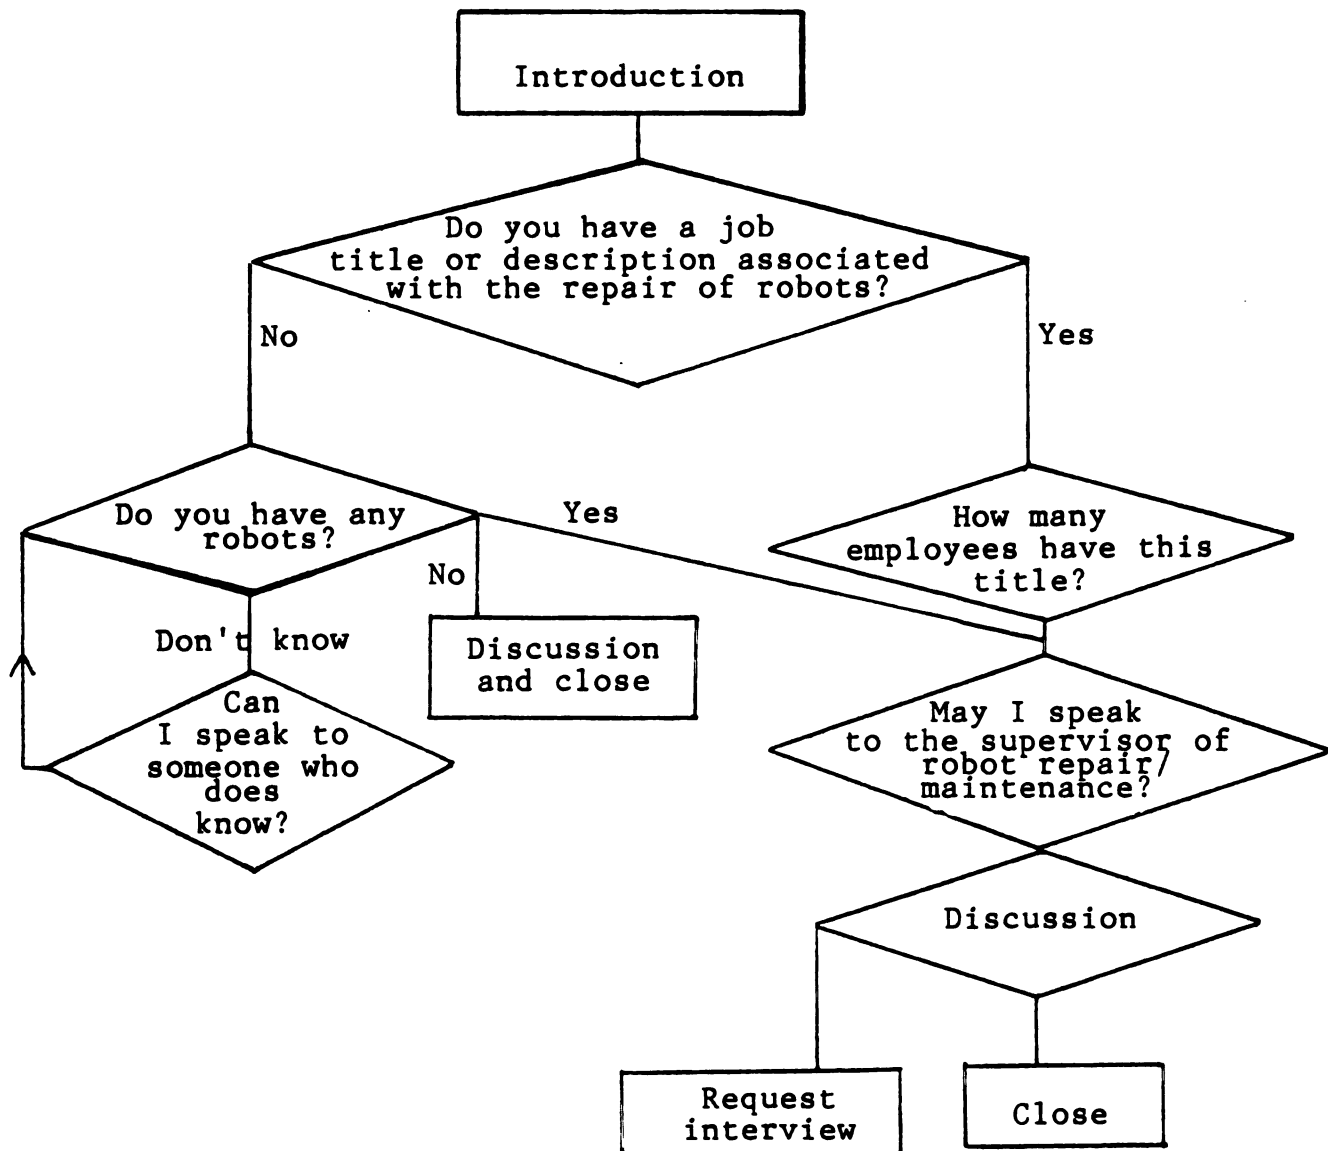 Introduction
Do you have a job
title or description associated
with the repair of robots?
No
Yes
Do you have any
robots?
Yes
No
How many
employees have this
title?
Don't know
Discussion
and close
Can
I speak to
someone who
does
know?
May I speak
to the supervisor of
robot repair/
maintenance?
Discussion
Request
interview
Close